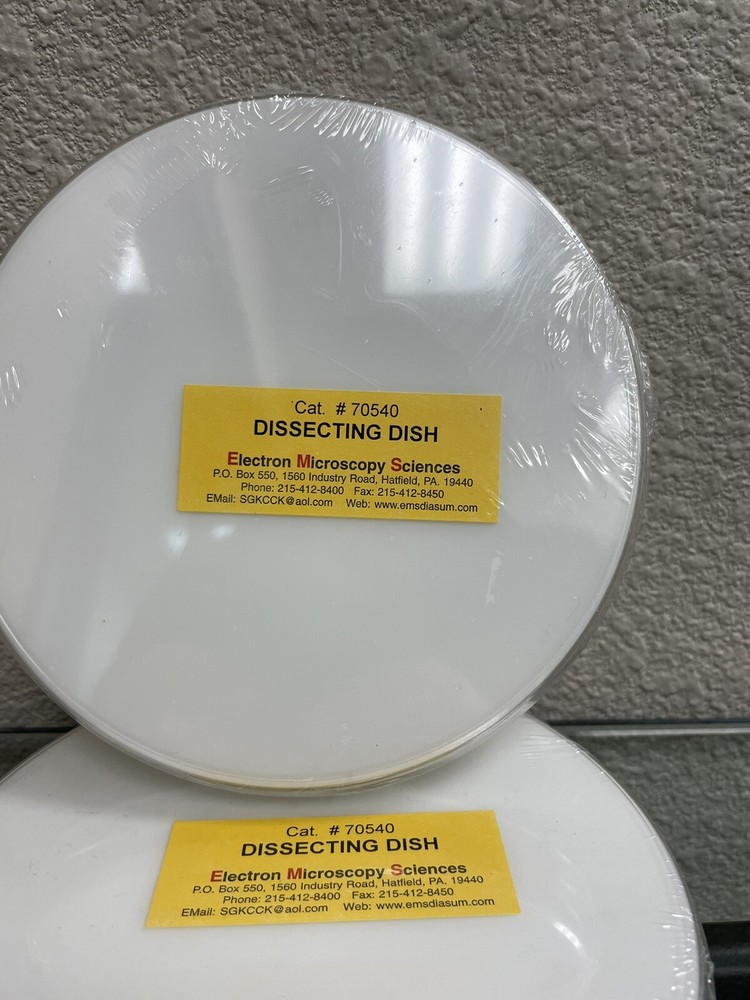 Cat. # 70540
DISSECTING DISH
Electron Microscopy Sciences
P.O. Box 550, 1560 Industry Road, Hatfield, PA. 19440
Phone: 215-412-8400 Fax: 215-412-8450
EMail: SGKCCK@aol.com Web: www.emsdiasum.com
Cat. # 70540
DISSECTING DISH
Electron Microscopy Sciences
P.O. Box 550, 1560 Industry Road, Hatfield, PA. 19440
Phone: 215-412-8400 Fax: 215-412-8450
EMail: SGKCCK@aol.com Web: www.emsdiasum.com